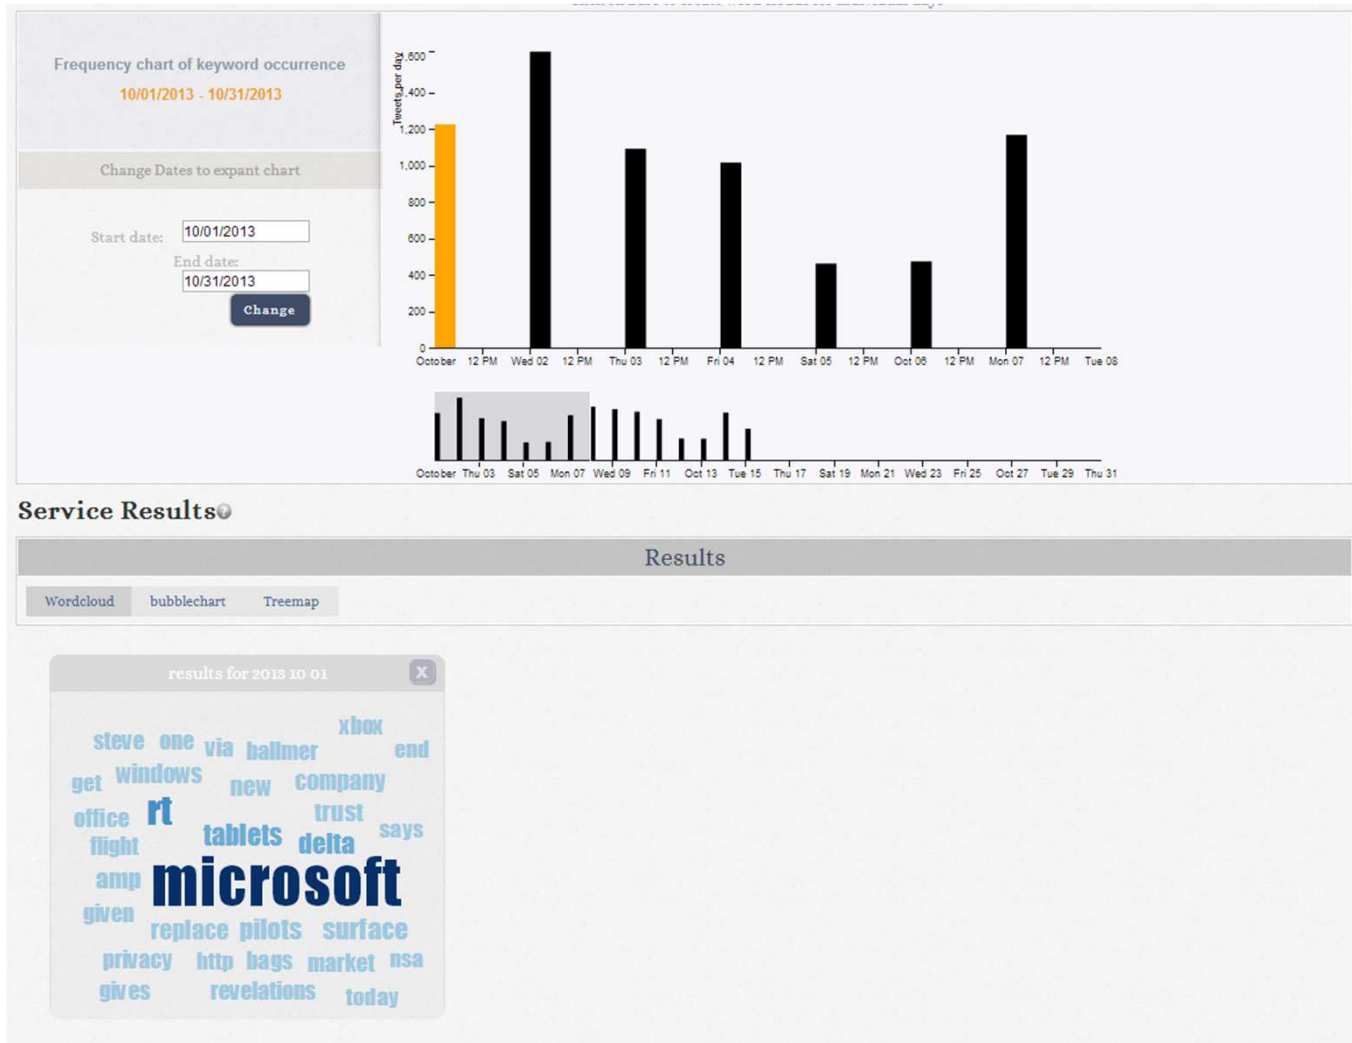 Frequency chart of keyword occurrence
10/01/2013 - 10/31/2013
Change Dates to expant chart
Start date: 10/01/2013
End date:
10/31/2013
Change
Tweets per day
,600
,400
1,200
1,000
800
600
400
200
0
October 12 PM Wed 02 12 PM Thu 03 12 PM Fri 04 12 PM Sat 05 12 PM Oct 06 12 PM Mon 07 12 PM Tue 08
October Thu 03 Sat 05 Mon 07 Wed 09 Fri 11 Oct 13 Tue 15 Thu 17 Sat 19 Mon 21 Wed 23 Fri 25 Oct 27 Tue 29 Thu 31
Service Results?
Results
Wordcloud bubblechart Treemap
results for 2013 10 01 X
xbox
steve one via ballmer end
get windows new company
office rt trust
flight tablets delta says
amp microsoft
given
replace pilots surface
privacy http bags market nsa
gives revelations today